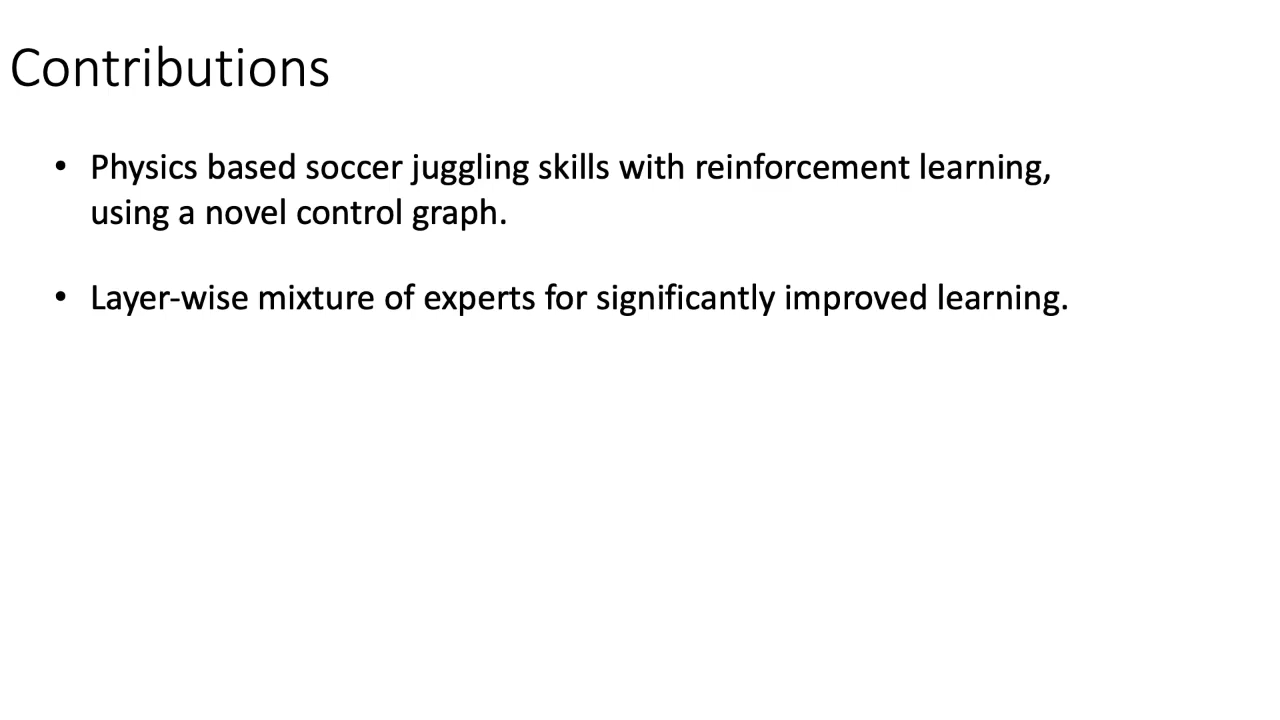 Contributions
• Physics based soccer juggling skills with reinforcement learning,
using a novel control graph.
• Layer-wise mixture of experts for significantly improved learning.